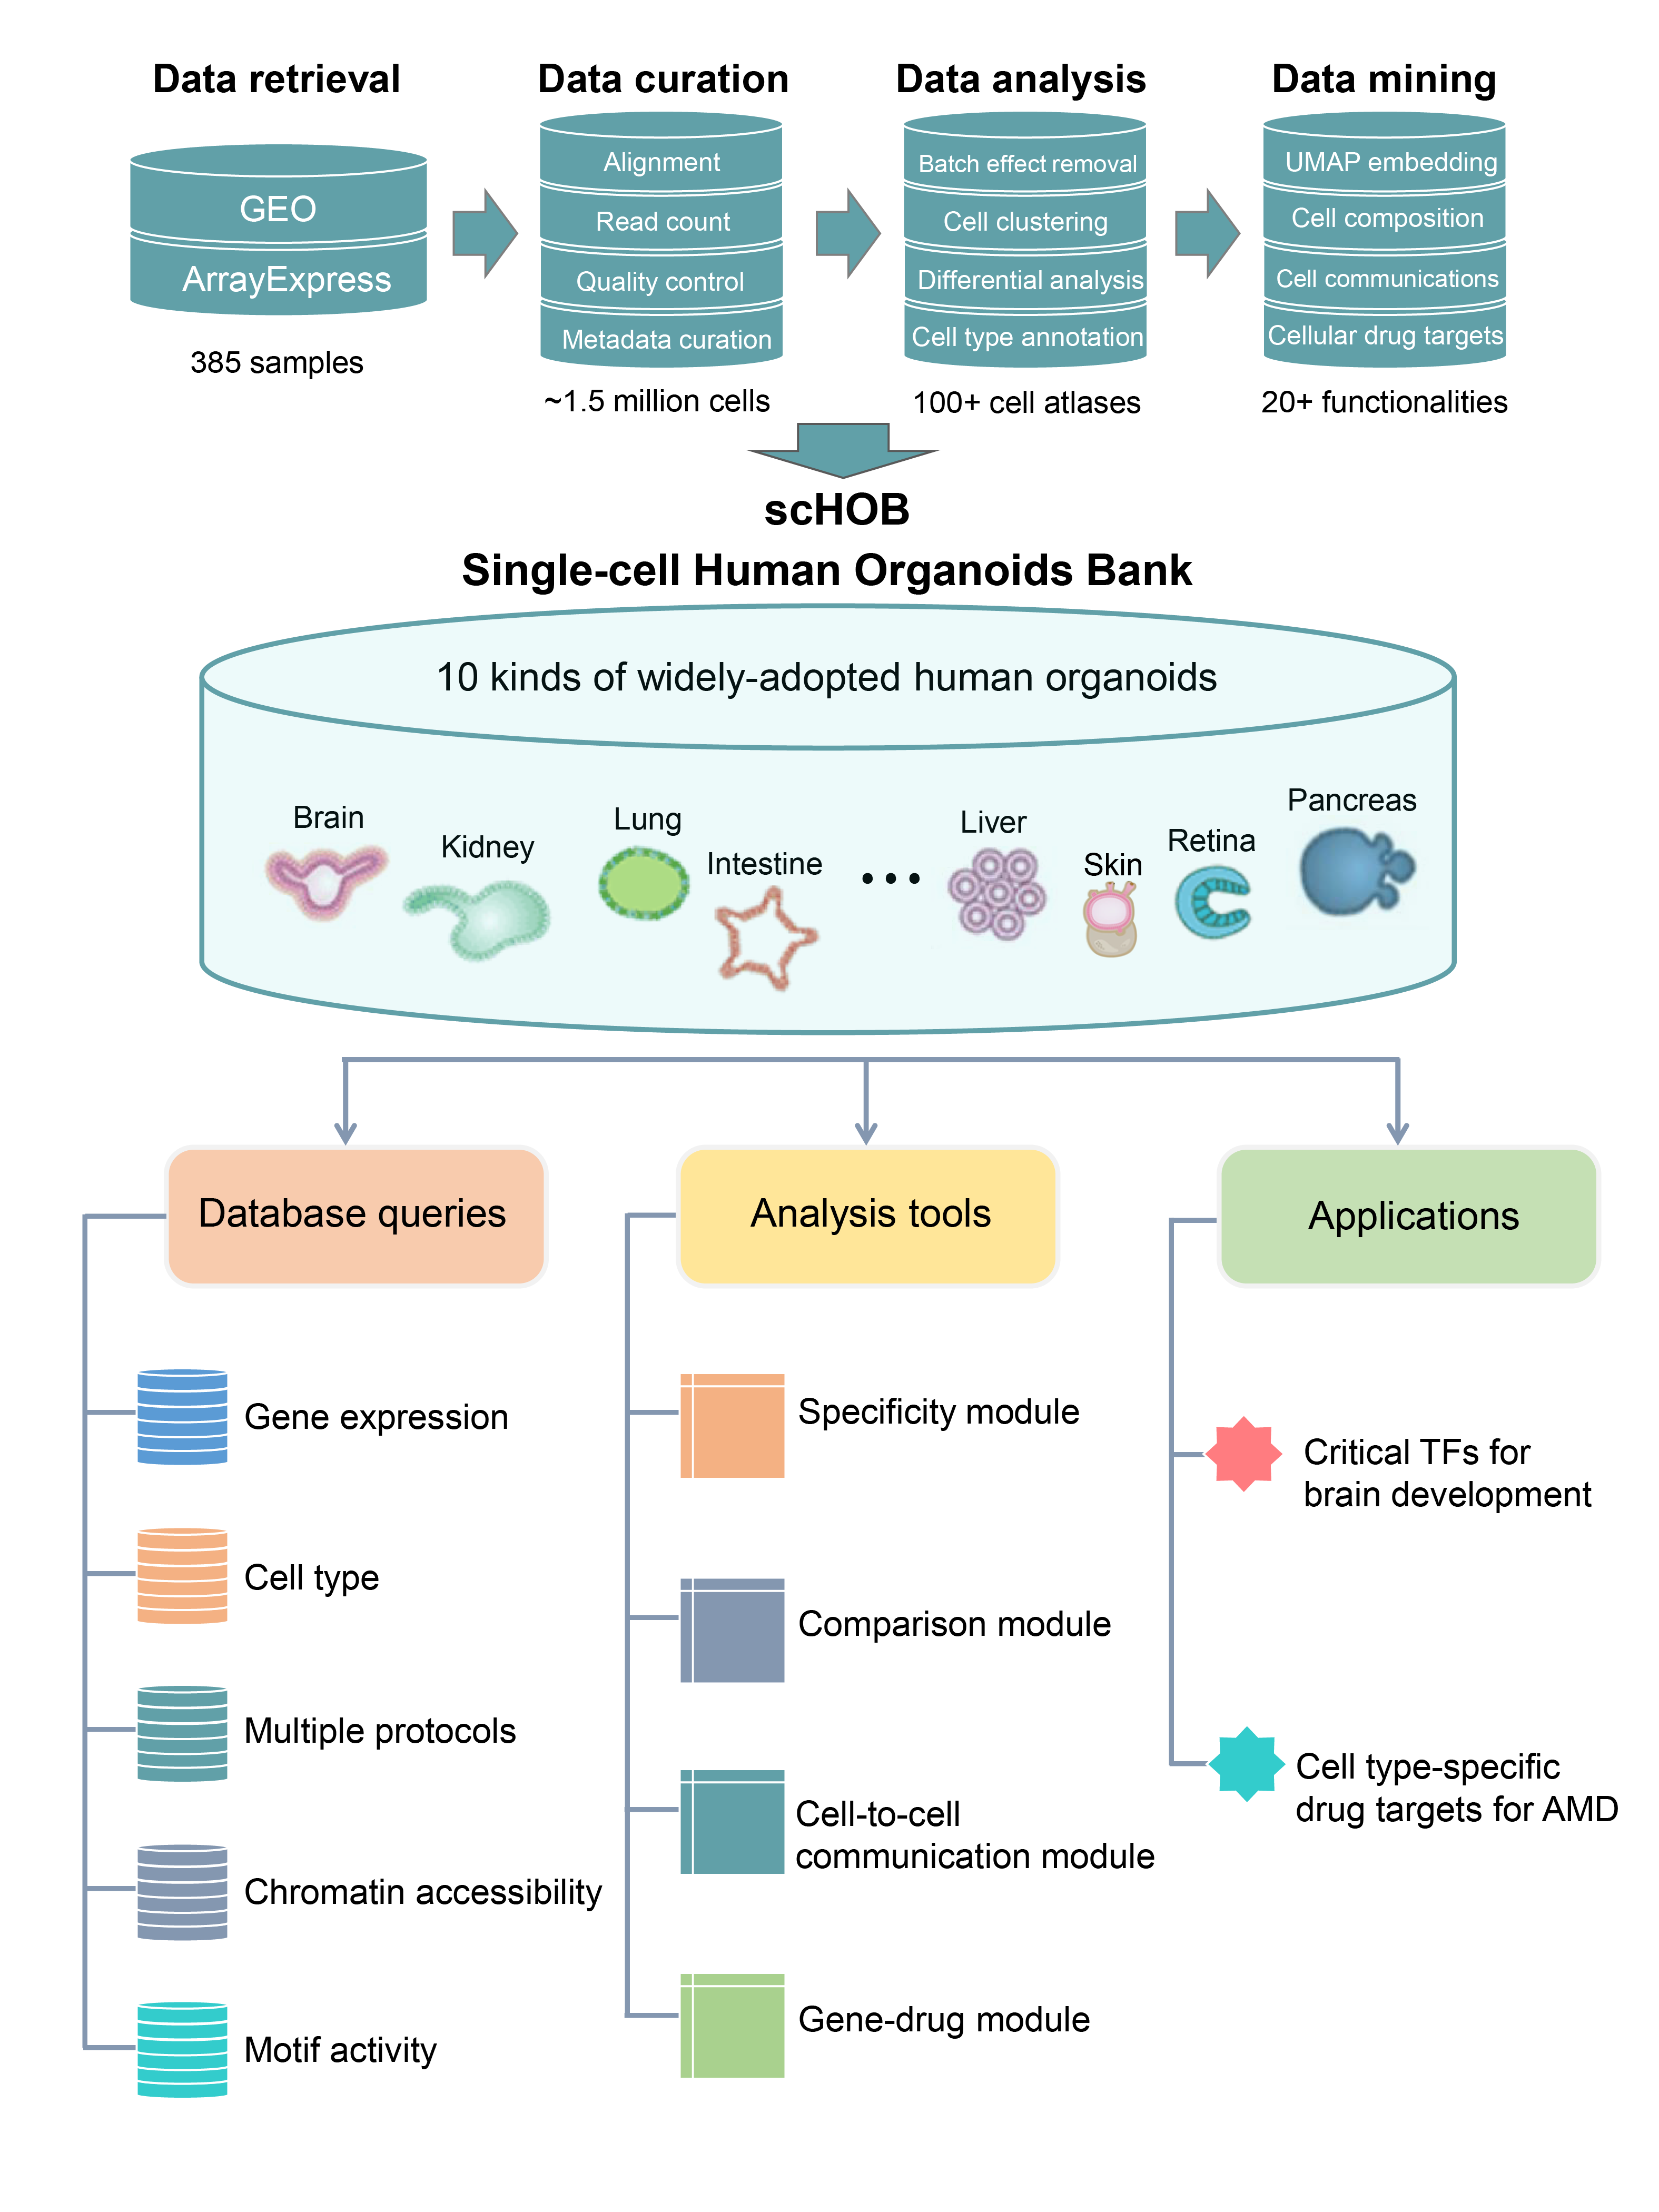 Data retrieval
GEO
ArrayExpress
385 samples
Data curation
Alignment
Read count
Quality control
Metadata curation
~1.5 million cells
Data analysis
Batch effect removal
Cell clustering
Differential analysis
Cell type annotation
100+ cell atlases
Data mining
UMAP embedding
Cell composition
Cell communications
Cellular drug targets
20+ functionalities
scHOB
Single-cell Human Organoids Bank
10 kinds of widely-adopted human organoids
Brain
Kidney
Lung
Intestine
...
Liver
Skin
Retina
Pancreas
Database queries
Gene expression
Cell type
Multiple protocols
Chromatin accessibility
Motif activity
Analysis tools
Specificity module
Comparison module
Cell-to-cell
communication module
Gene-drug module
Applications
Critical TFs for
brain development
Cell type-specific
drug targets for AMD